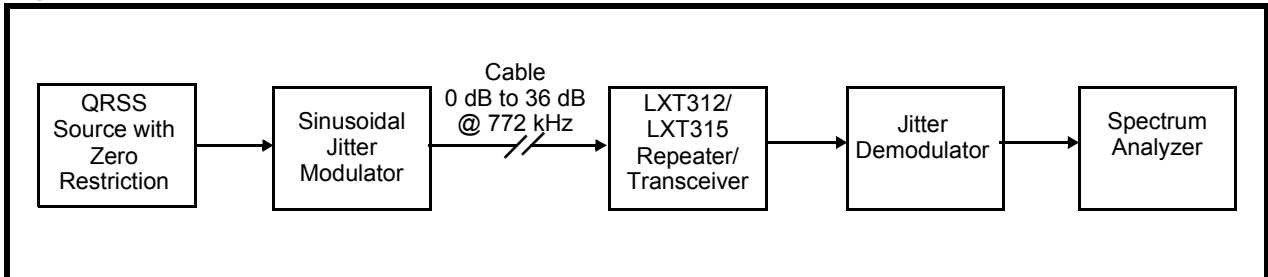 QRSS
Source with
Zero
Restriction
Sinusoidal
Jitter
Modulator
Cable
0 dB to 36 dB
@ 772 kHz
LXT312/
LXT315
Repeater/
Transceiver
Jitter
Demodulator
Spectrum
Analyzer